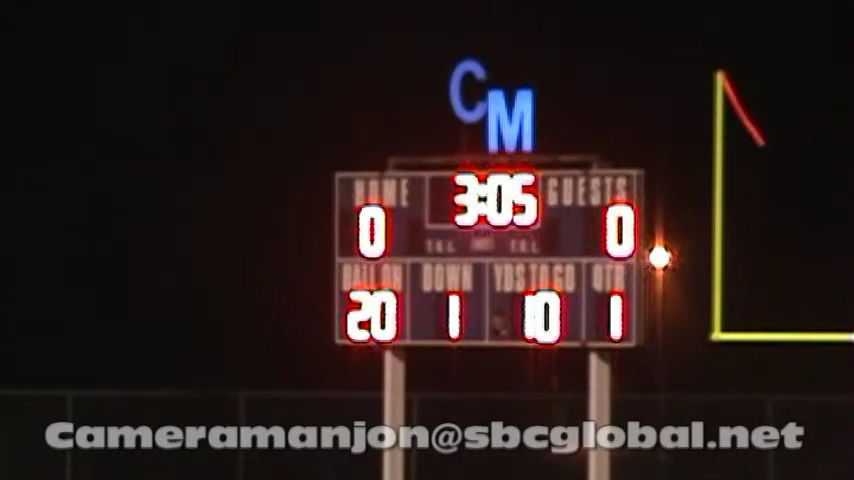 C
M
HOME 3:05 GUESTS
0 0
T.O.L. T.O.L.
BALL ON DOWN YDS TO GO QTR
20 1 10 1
Cameramanjon@sbcglobal.net